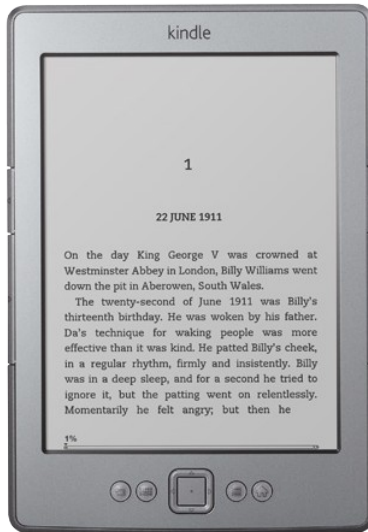 kindle
1
22 JUNE 1911
On the day King George V was crowned at
Westminster Abbey in London, Billy Williams went
down the pit in Aberowen, South Wales.
The twenty-second of June 1911 was Billy's
thirteenth birthday. He was woken by his father.
Da's technique for waking people was more
effective than it was kind. He patted Billy's cheek,
in a regular rhythm, firmly and insistently. Billy
was in a deep sleep, and for a second he tried to
ignore it, but the patting went on relentlessly.
Momentarily he felt angry; but then he
1%